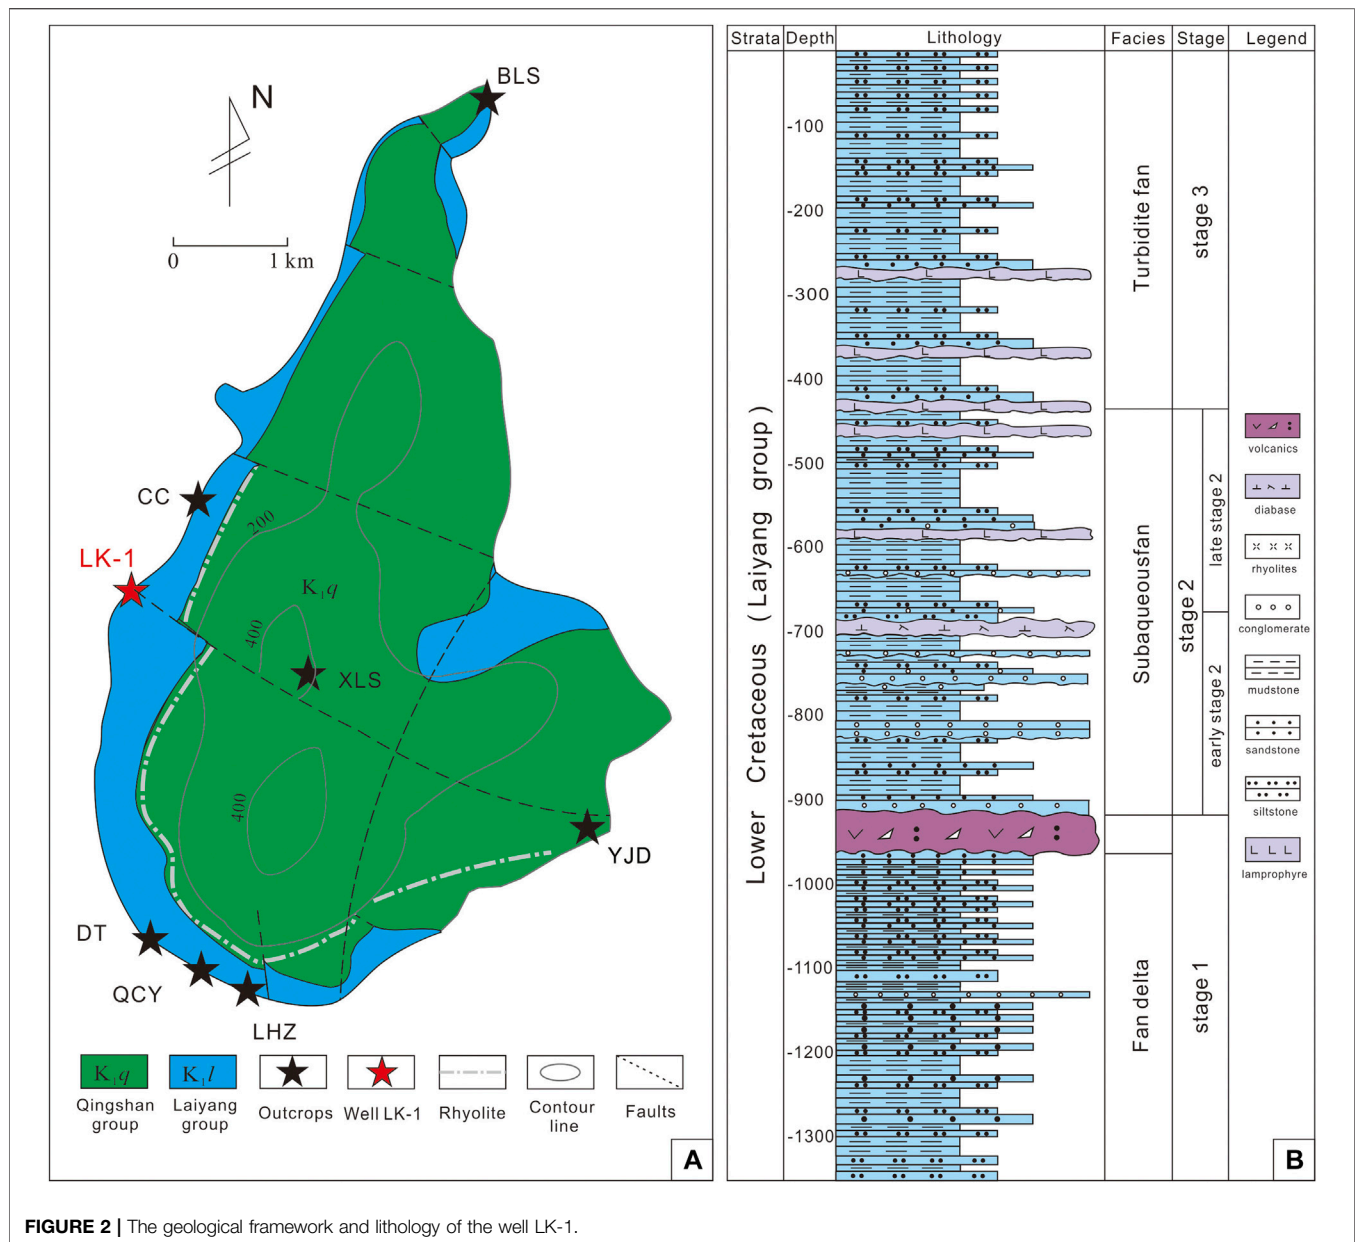 BLS
N
0 1 km
CC
200
LK-1
K₁q
400
XLS
400
YJD
DT
QCY
LHZ
K₁q
K₁l
Qingshan
group
Laiyang
group
Outcrops
Well LK-1
Rhyolite
Contour
line
Faults
A
Strata
Depth
Lithology
Facies
Stage
Legend
Lower Cretaceous ( Laiyang group )
-100
-200
-300
-400
-500
-600
-700
-800
-900
-1000
-1100
-1200
-1300
Turbidite fan
Subaqueousfan
Fan delta
stage 3
stage 2
late stage 2
early stage 2
stage 1
volcanics
diabase
rhyolites
conglomerate
mudstone
sandstone
siltstone
lamprophyre
B
FIGURE 2 | The geological framework and lithology of the well LK-1.